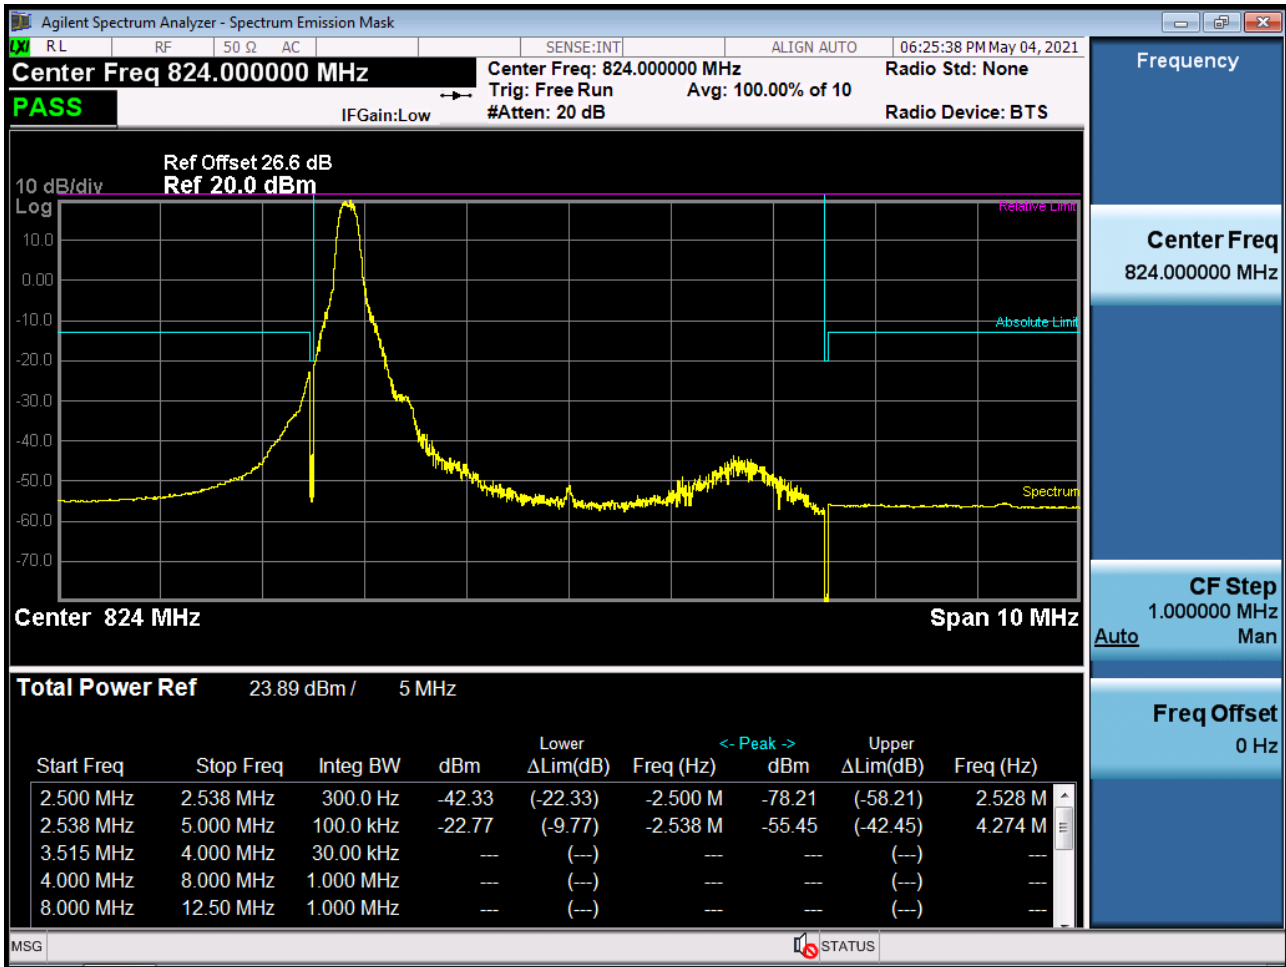 Agilent Spectrum Analyzer - Spectrum Emission Mask
LXI RL RF 50 Ω AC SENSE:INT ALIGN AUTO 06:25:38 PM May 04, 2021
Center Freq 824.000000 MHz
Center Freq: 824.000000 MHz Radio Std: None
Trig: Free Run Avg: 100.00% of 10
PASS
IFGain:Low #Atten: 20 dB Radio Device: BTS
Ref Offset 26.6 dB
10 dB/div Ref 20.0 dBm
Log
Relative Limit
10.0
0.00
-10.0
Absolute Limit
-20.0
-30.0
-40.0
-50.0
Spectrum
-60.0
-70.0
Center 824 MHz Span 10 MHz
Total Power Ref 23.89 dBm / 5 MHz
Lower <- Peak -> Upper
Start Freq Stop Freq Integ BW dBm ΔLim(dB) Freq (Hz) dBm ΔLim(dB) Freq (Hz)
2.500 MHz 2.538 MHz 300.0 Hz -42.33 (-22.33) -2.500 M -78.21 (-58.21) 2.528 M
2.538 MHz 5.000 MHz 100.0 kHz -22.77 (-9.77) -2.538 M -55.45 (-42.45) 4.274 M
3.515 MHz 4.000 MHz 30.00 kHz --- (---) --- --- (---) ---
4.000 MHz 8.000 MHz 1.000 MHz --- (---) --- --- (---) ---
8.000 MHz 12.50 MHz 1.000 MHz --- (---) --- --- (---) ---
MSG STATUS
Frequency
Center Freq
824.000000 MHz
CF Step
1.000000 MHz
Auto Man
Freq Offset
0 Hz